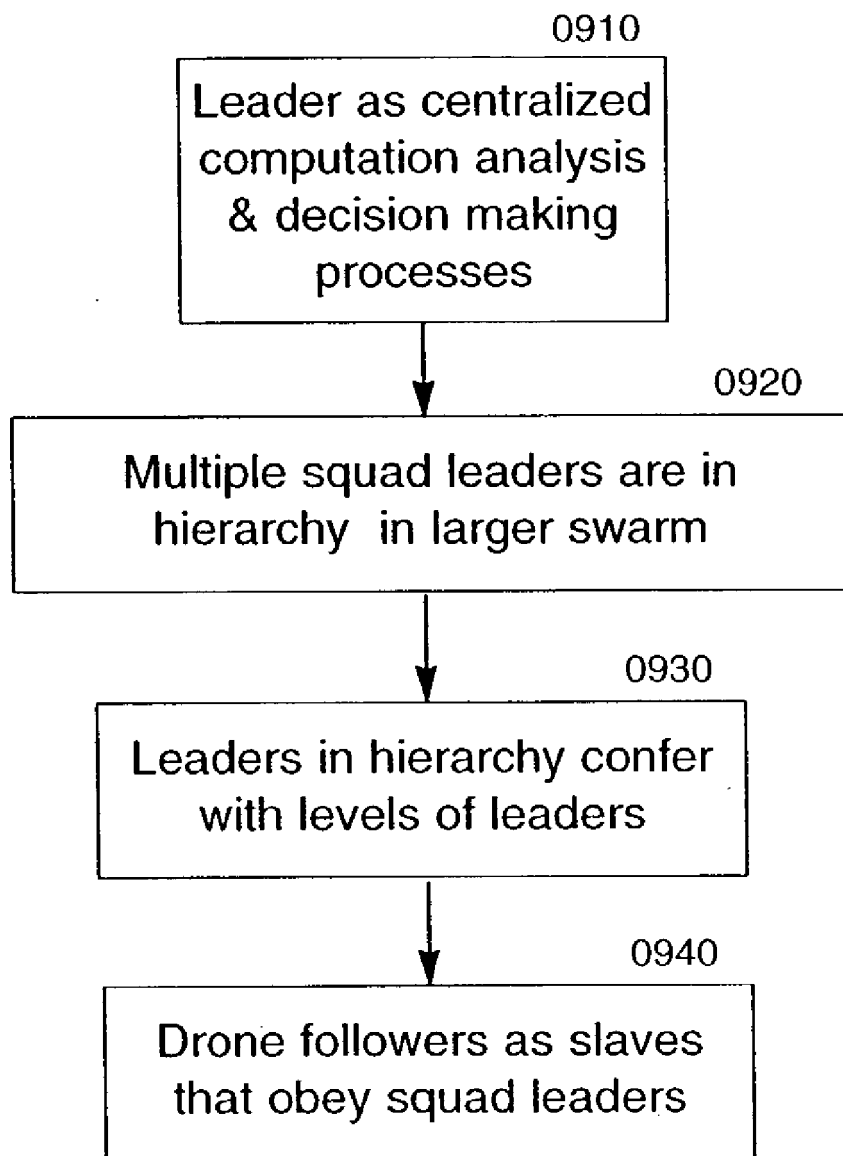 0910
Leader as centralized
computation analysis
& decision making
processes
0920
Multiple squad leaders are in
hierarchy in larger swarm
0930
Leaders in hierarchy confer
with levels of leaders
0940
Drone followers as slaves
that obey squad leaders